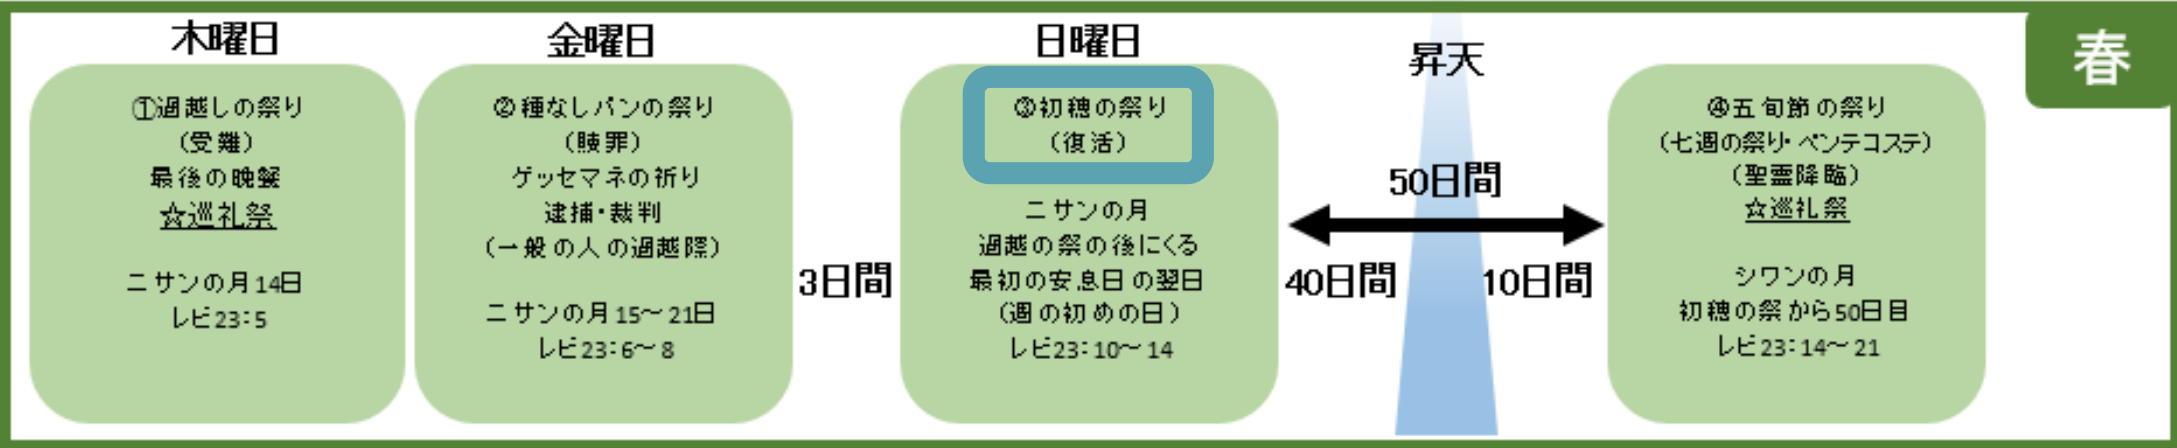 春
木曜日
①過越しの祭り
(受難)
最後の晩餐
☆巡礼祭
ニサンの月14日
レビ23:5
金曜日
②種なしパンの祭り
(贖罪)
ゲッセマネの祈り
逮捕・裁判
(一般の人の過越際)
ニサンの月15～21日
レビ23:6～8
3日間
日曜日
③初穂の祭り
(復活)
ニサンの月
過越の祭の後にくる
最初の安息日の翌日
(週の初めの日)
レビ23:10～14
昇天
50日間
40日間
10日間
④五旬節の祭り
(七週の祭り・ペンテコステ)
(聖霊降臨)
☆巡礼祭
シワンの月
初穂の祭から50日目
レビ23:14～21